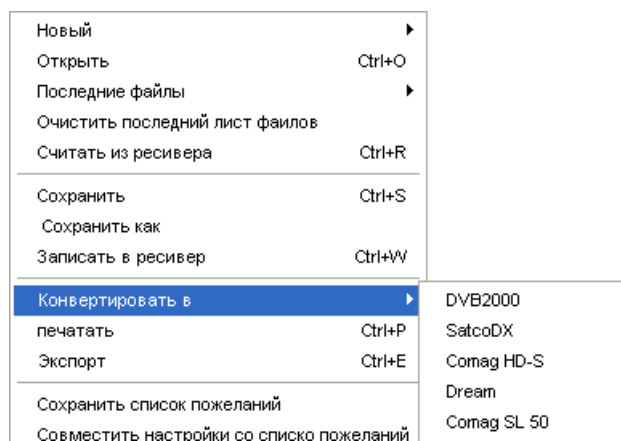 Новый
Открыть Ctrl+O
Последние файлы
Очистить последний лист фаилов
Считать из ресивера Ctrl+R
Сохранить Ctrl+S
Сохранить как
Записать в ресивер Ctrl+W
Конвертировать в
печатать Ctrl+P
Экспорт Ctrl+E
Сохранить список пожеланий
Совместить настройки со списко пожеланий
DVB2000
SatcoDX
Comag HD-S
Dream
Comag SL 50